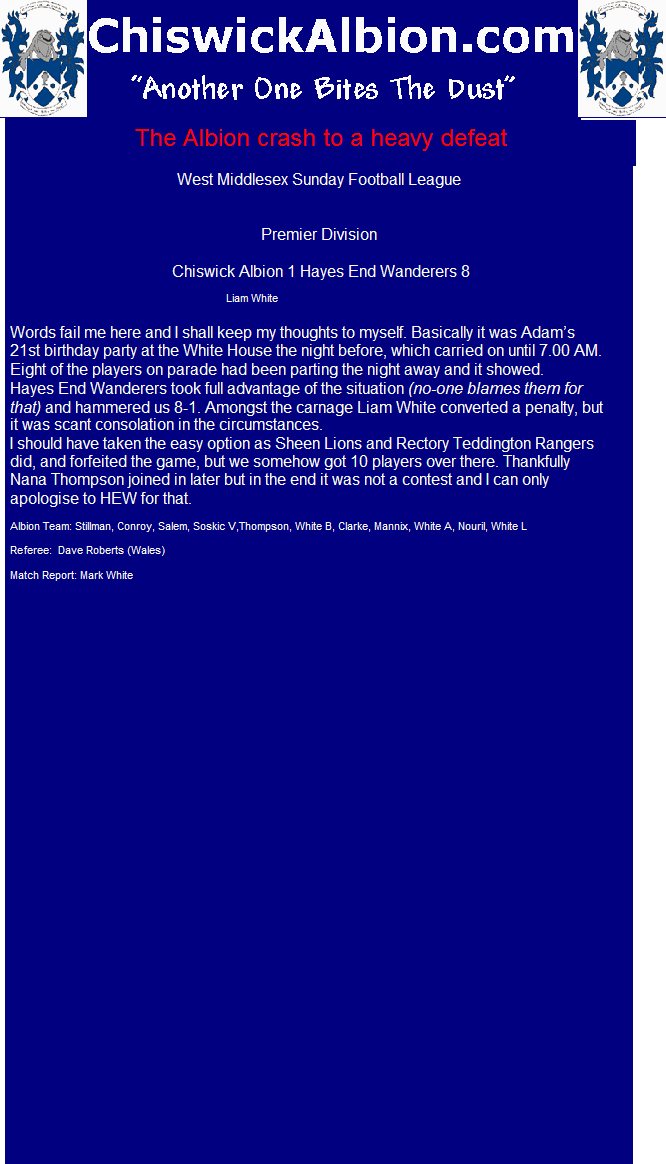 ChiswickAlbion.com
“Another One Bites The Dust”
The Albion crash to a heavy defeat
West Middlesex Sunday Football League
Premier Division
Chiswick Albion 1 Hayes End Wanderers 8
Liam White
Words fail me here and I shall keep my thoughts to myself. Basically it was Adam’s
21st birthday party at the White House the night before, which carried on until 7.00 AM.
Eight of the players on parade had been parting the night away and it showed.
Hayes End Wanderers took full advantage of the situation (no-one blames them for
that) and hammered us 8-1. Amongst the carnage Liam White converted a penalty, but
it was scant consolation in the circumstances.
I should have taken the easy option as Sheen Lions and Rectory Teddington Rangers
did, and forfeited the game, but we somehow got 10 players over there. Thankfully
Nana Thompson joined in later but in the end it was not a contest and I can only
apologise to HEW for that.
Albion Team: Stillman, Conroy, Salem, Soskic V,Thompson, White B, Clarke, Mannix, White A, Nouril, White L
Referee:  Dave Roberts (Wales)
Match Report: Mark White